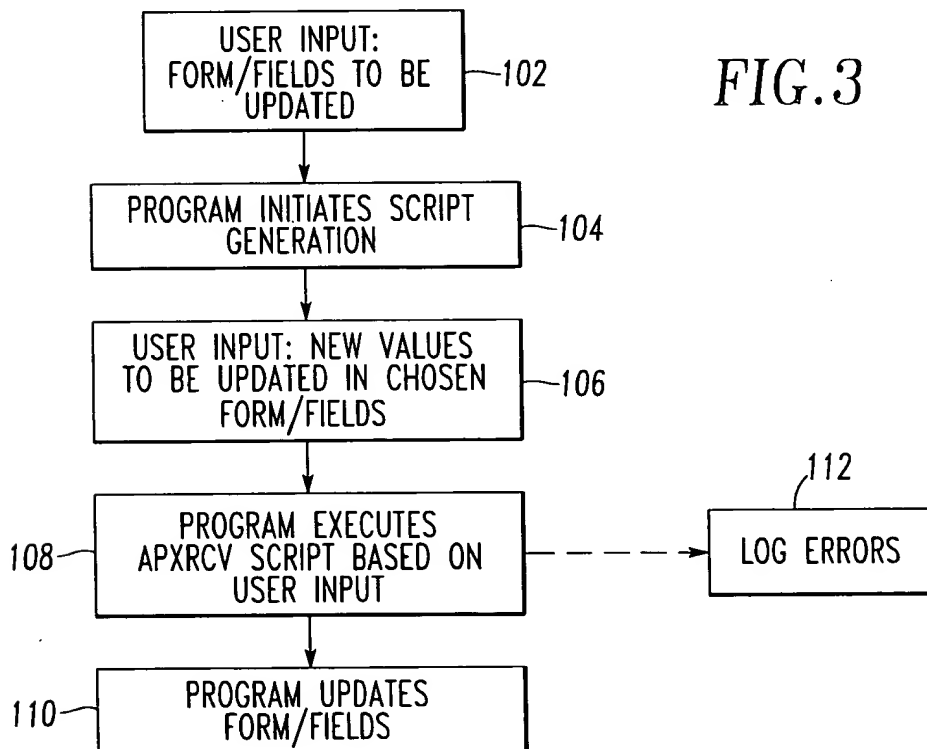 USER INPUT:
FORM/FIELDS TO BE
UPDATED
102
FIG.3
PROGRAM INITIATES SCRIPT
GENERATION
104
USER INPUT: NEW VALUES
TO BE UPDATED IN CHOSEN
FORM/FIELDS
106
108
PROGRAM EXECUTES
APXRCV SCRIPT BASED ON
USER INPUT
112
LOG ERRORS
110
PROGRAM UPDATES
FORM/FIELDS